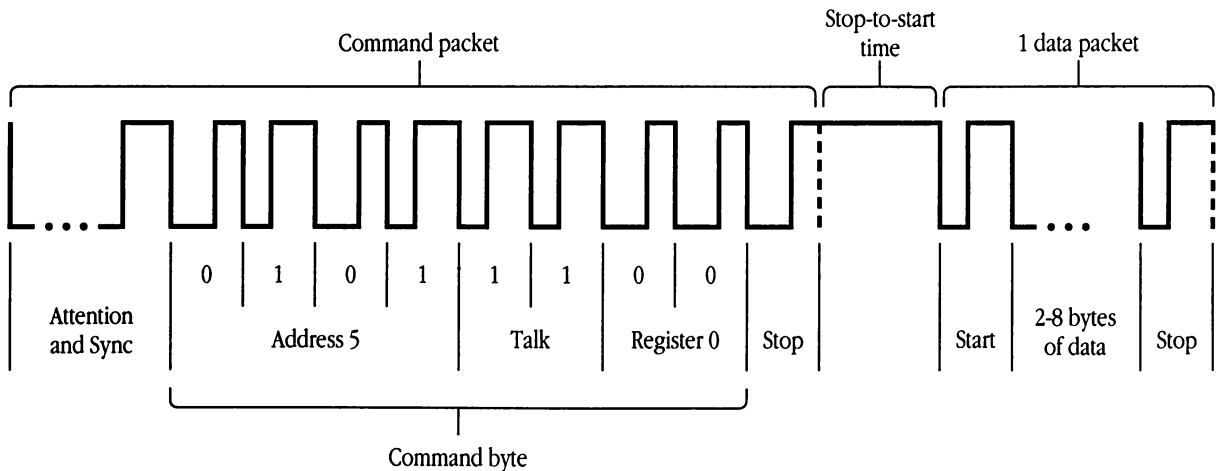 Stop-to-start
time
Command packet
1 data packet
0 1 0 1 1 1 0 0
Attention
and Sync
Address 5
Talk
Register 0
Stop
Start
2-8 bytes
of data
Stop
Command byte